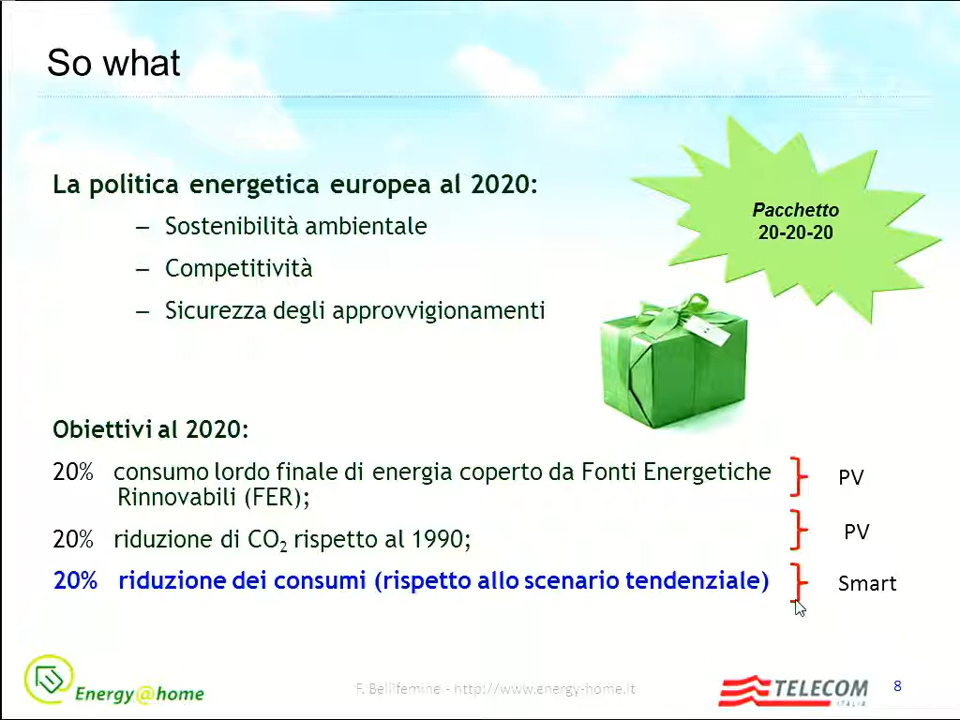 So what
La politica energetica europea al 2020:
– Sostenibilità ambientale
– Competitività
– Sicurezza degli approvvigionamenti
Pacchetto
20-20-20
Obiettivi al 2020:
20% consumo lordo finale di energia coperto da Fonti Energetiche
Rinnovabili (FER);
PV
20% riduzione di CO₂ rispetto al 1990;
PV
20% riduzione dei consumi (rispetto allo scenario tendenziale)
Smart
Energy@home
F. Bellifemine - http://www.energy-home.it
TELECOM
ITALIA
8